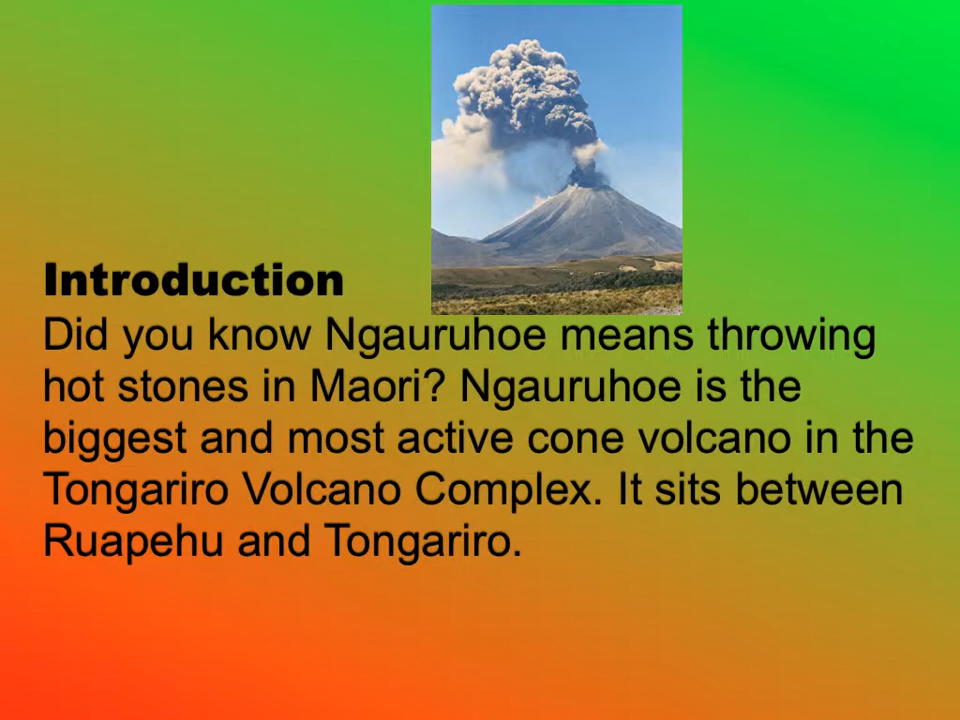 Introduction
Did you know Ngauruhoe means throwing
hot stones in Maori? Ngauruhoe is the
biggest and most active cone volcano in the
Tongariro Volcano Complex. It sits between
Ruapehu and Tongariro.